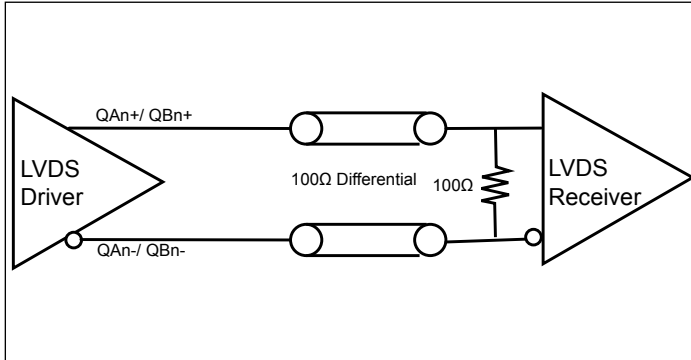 QAn+/ QBn+
LVDS
Driver
100Ω Differential
100Ω
LVDS
Receiver
QAn-/ QBn-